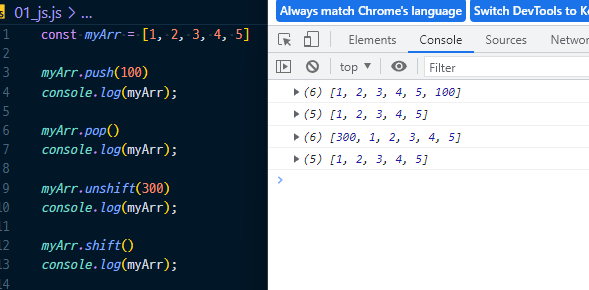 01_js.js > ...
1 const myArr = [1, 2, 3, 4, 5]
2
3 myArr.push(100)
4 console.log(myArr);
5
6 myArr.pop()
7 console.log(myArr);
8
9 myArr.unshift(300)
10 console.log(myArr);
11
12 myArr.shift()
13 console.log(myArr);
Always match Chrome's language Switch DevTools to Ko
Elements Console Sources Networ
top Filter
(6) [1, 2, 3, 4, 5, 100]
(5) [1, 2, 3, 4, 5]
(6) [300, 1, 2, 3, 4, 5]
(5) [1, 2, 3, 4, 5]